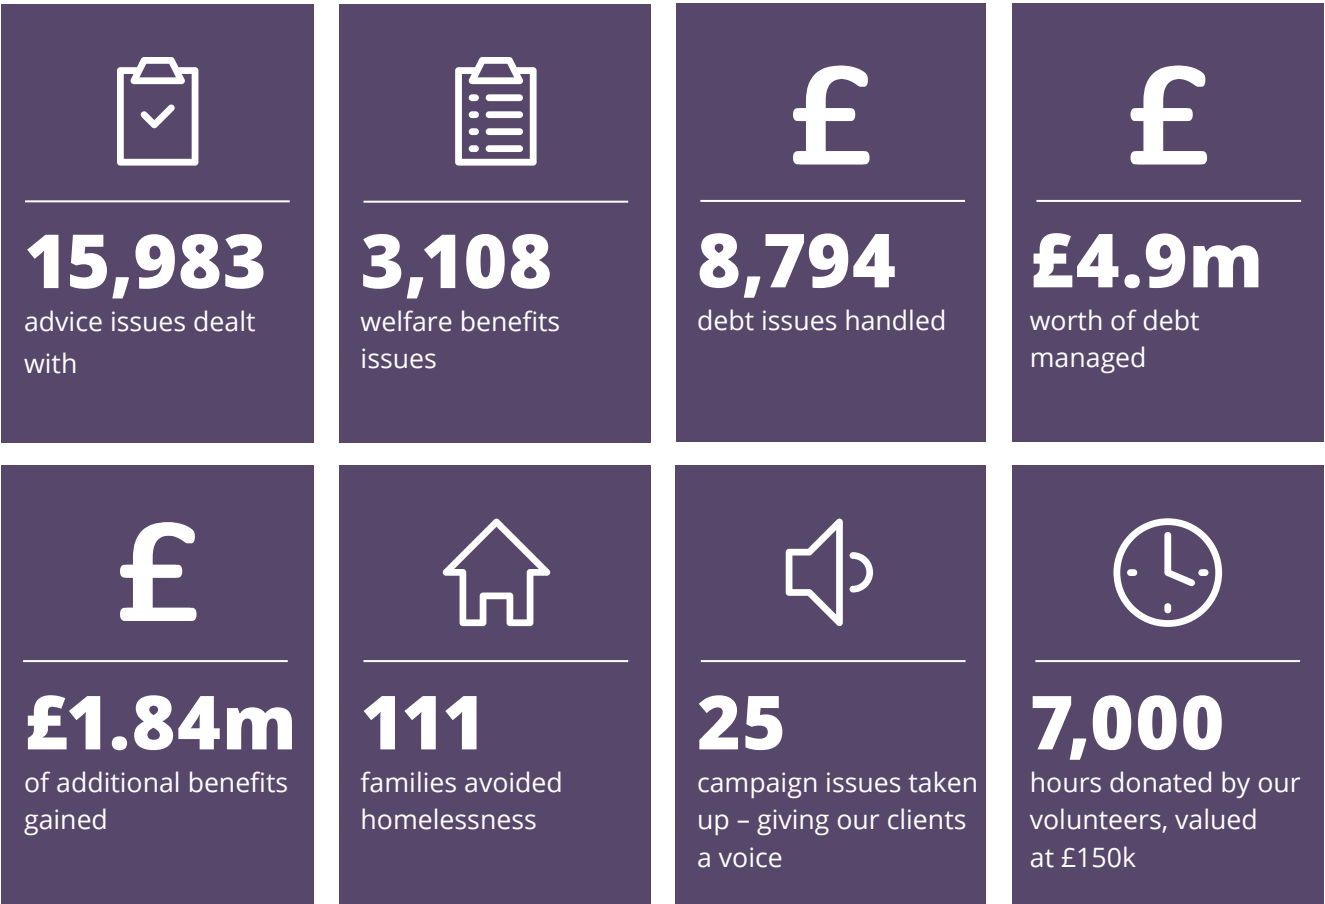 £
£
15,983
advice issues dealt
with
3,108
welfare benefits
issues
8,794
debt issues handled
£4.9m
worth of debt
managed
£
£1.84m
of additional benefits
gained
111
families avoided
homelessness
25
campaign issues taken
up – giving our clients
a voice
7,000
hours donated by our
volunteers, valued
at £150k